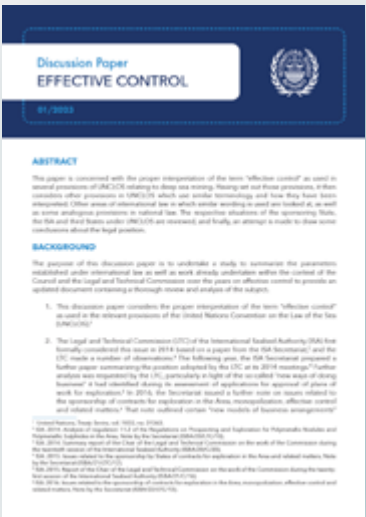 Discussion Paper
EFFECTIVE CONTROL
01/2023
ABSTRACT
This paper is concerned with the proper interpretation of the term "effective control" as used in
several provisions of UNCLOS relating to deep sea mining. Having set out those provisions, it then
considers other provisions in UNCLOS which use similar terminology and how they have been
interpreted. Other areas of international law in which similar wording is used are looked at, as well
as some analogous provisions in national law. The respective situations of the sponsoring State,
the ISA and third States under UNCLOS are reviewed; and finally, an attempt is made to draw some
conclusions about the legal position.
BACKGROUND
The purpose of this discussion paper is to undertake a study to summarize the parameters
established under international law as well as work already undertaken within the context of the
Council and the Legal and Technical Commission over the years on effective control to provide an
updated document containing a thorough review and analysis of the subject.
1. This discussion paper considers the proper interpretation of the term "effective control"
as used in the relevant provisions of the United Nations Convention on the Law of the Sea
(UNCLOS).
2. The Legal and Technical Commission (LTC) of the International Seabed Authority (ISA) first
formally considered the issue in 2014 based on a paper from the ISA Secretariat, and the
LTC made a number of observations. The following year, the ISA Secretariat prepared a
further paper summarizing the position adopted by the LTC at its 2014 meetings. Further
analysis was requested by the LTC, particularly in light of the so-called "new ways of doing
business" it had identified during its assessment of applications for approval of plans of
work for exploration. In 2016, the Secretariat issued a further note on issues related to
the sponsorship of contracts for exploration in the Area, monopolization, effective control
and related matters. That note outlined certain "new models of business arrangements"